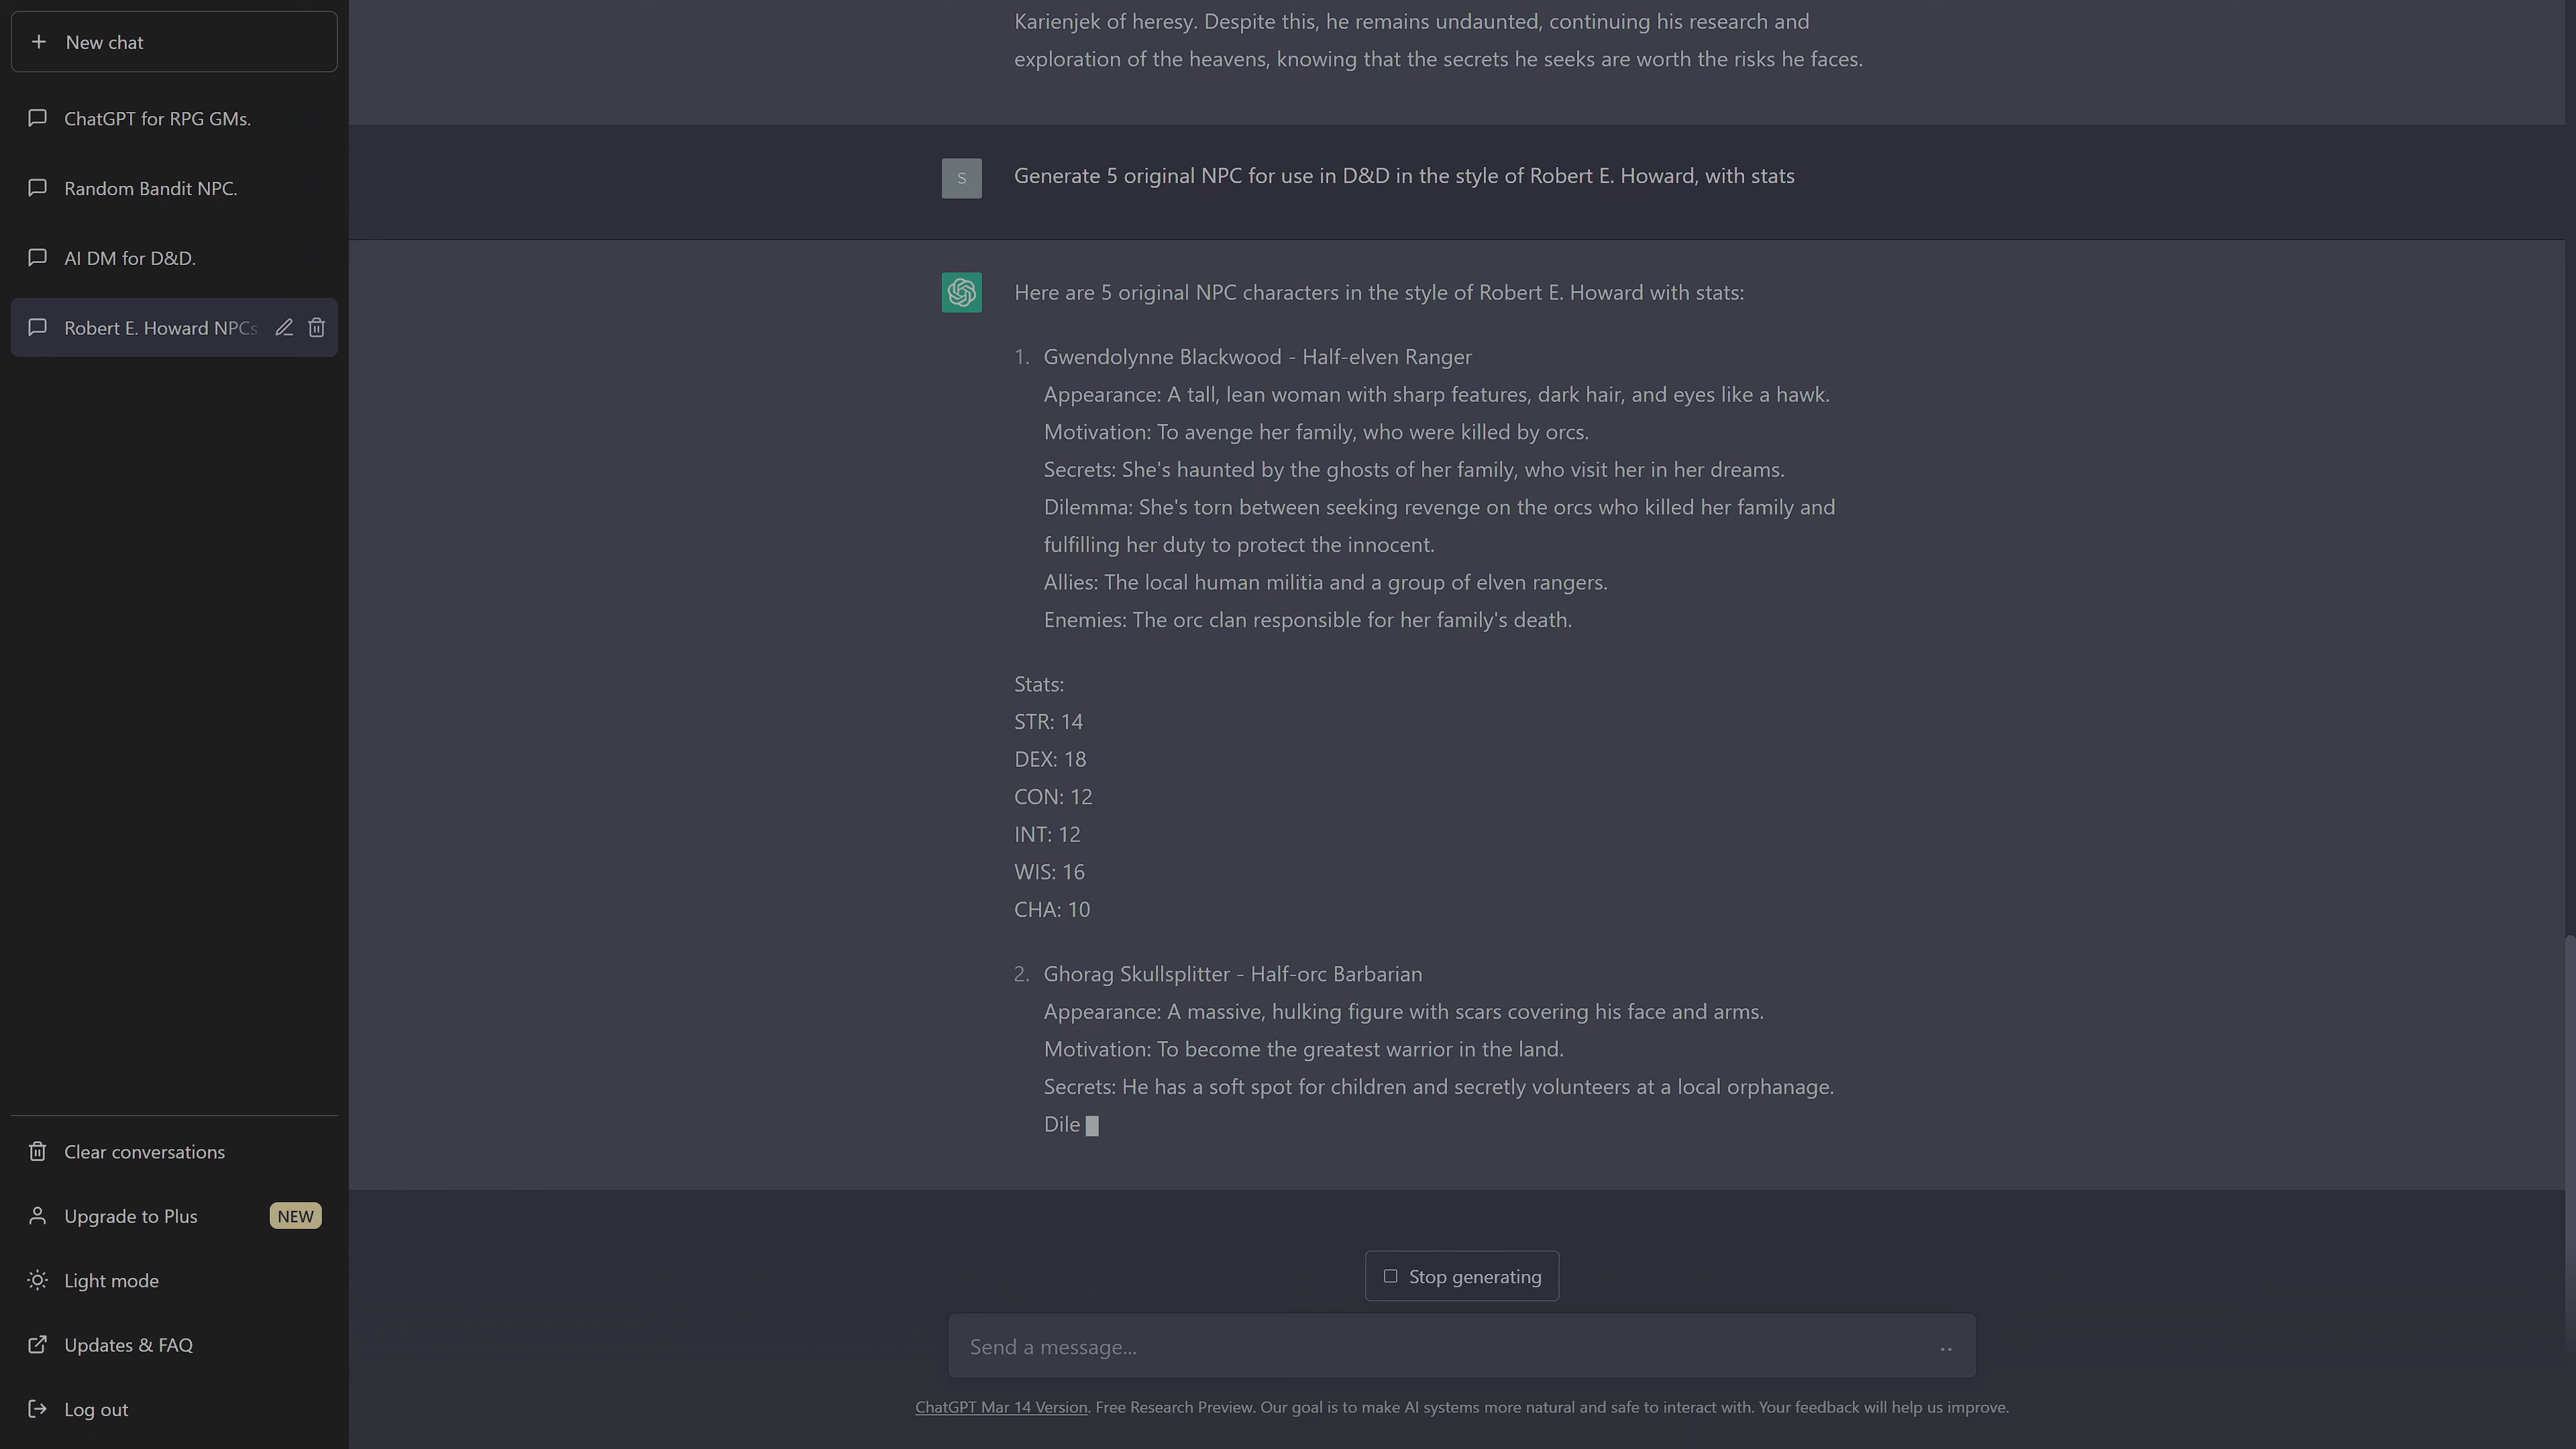 New chat
ChatGPT for RPG GMs.
Random Bandit NPC.
AI DM for D&D.
Robert E. Howard NPCs
Clear conversations
Upgrade to Plus
NEW
Light mode
Updates & FAQ
Log out
Karienjek of heresy. Despite this, he remains undaunted, continuing his research and
exploration of the heavens, knowing that the secrets he seeks are worth the risks he faces.
S
Generate 5 original NPC for use in D&D in the style of Robert E. Howard, with stats
Here are 5 original NPC characters in the style of Robert E. Howard with stats:
1. Gwendolynne Blackwood - Half-elven Ranger
Appearance: A tall, lean woman with sharp features, dark hair, and eyes like a hawk.
Motivation: To avenge her family, who were killed by orcs.
Secrets: She's haunted by the ghosts of her family, who visit her in her dreams.
Dilemma: She's torn between seeking revenge on the orcs who killed her family and
fulfilling her duty to protect the innocent.
Allies: The local human militia and a group of elven rangers.
Enemies: The orc clan responsible for her family's death.
Stats:
STR: 14
DEX: 18
CON: 12
INT: 12
WIS: 16
CHA: 10
2. Ghorag Skullsplitter - Half-orc Barbarian
Appearance: A massive, hulking figure with scars covering his face and arms.
Motivation: To become the greatest warrior in the land.
Secrets: He has a soft spot for children and secretly volunteers at a local orphanage.
Dile
Stop generating
Send a message...
ChatGPT Mar 14 Version. Free Research Preview. Our goal is to make AI systems more natural and safe to interact with. Your feedback will help us improve.